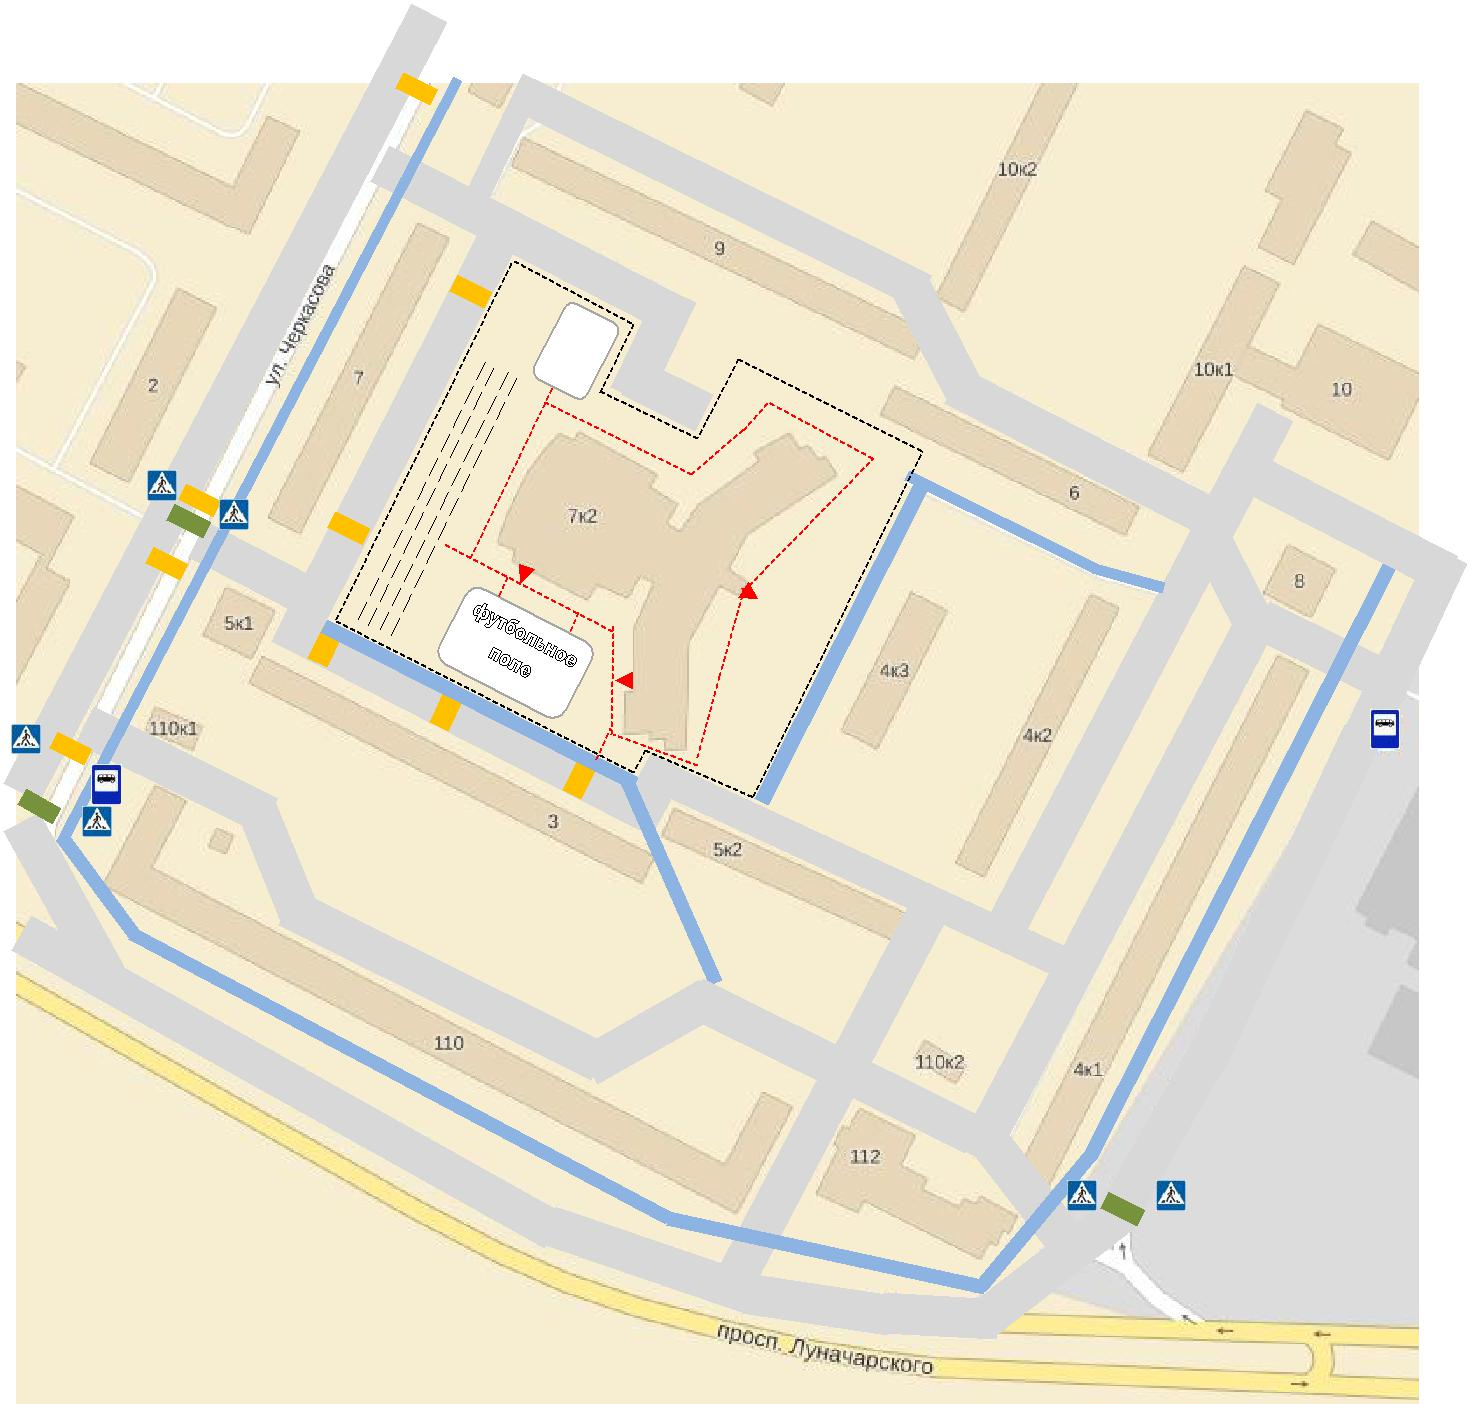 10к2
9
ул. Черкасова
10к1
10
2
7
6
7к2
8
5к1
футбольное
поле
4к3
110к1
4к2
3
5к2
110
110к2
4к1
112
просп. Луначарского